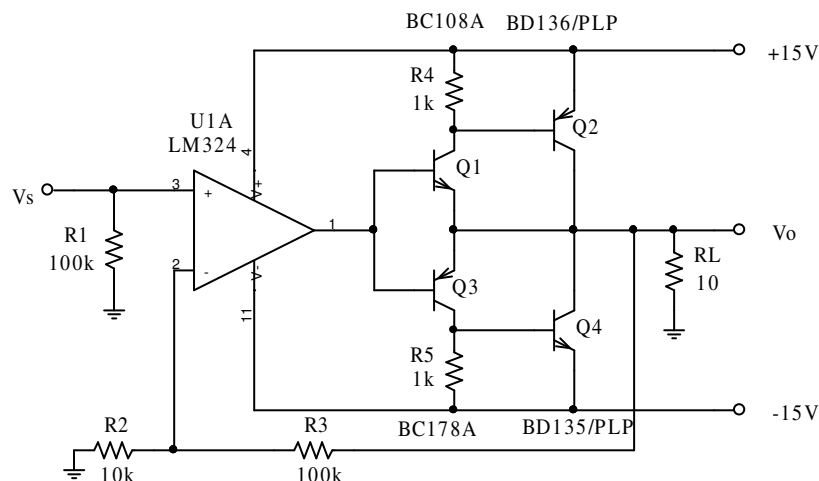 BC108A
BD136/PLP
+15V
R4
1k
Q2
U1A
LM324
4
V+
Q1
Vs
3
+
1
Vo
R1
100k
2
-
V-
RL
10
Q3
11
Q4
R5
1k
-15V
BC178A
BD135/PLP
R2
10k
R3
100k